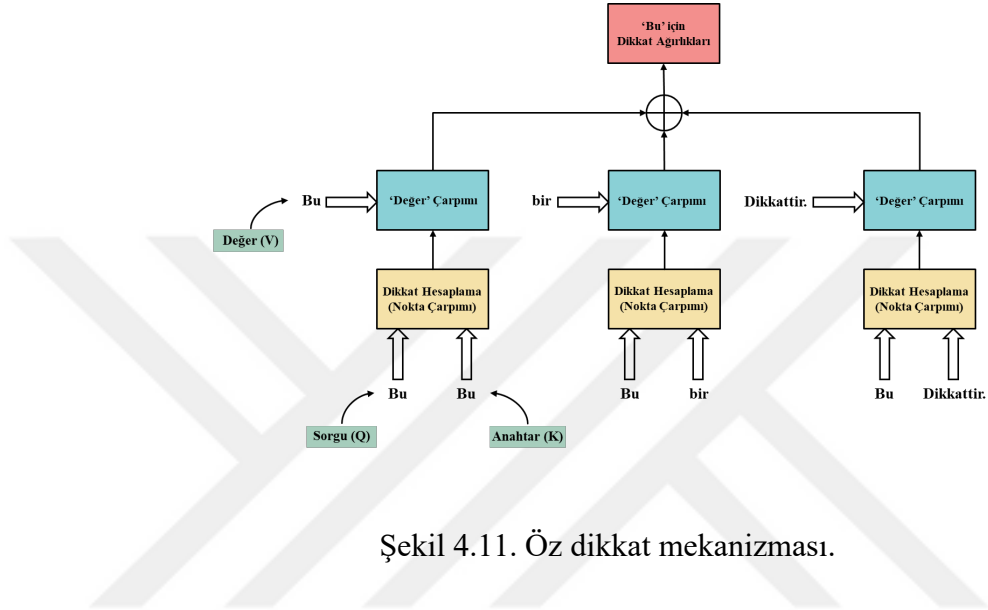 ‘Bu’ için
Dikkat Ağırlıkları
Bu
‘Değer’ Çarpımı
bir
‘Değer’ Çarpımı
Dikkattir.
‘Değer’ Çarpımı
Değer (V)
Dikkat Hesaplama
(Nokta Çarpımı)
Dikkat Hesaplama
(Nokta Çarpımı)
Dikkat Hesaplama
(Nokta Çarpımı)
Bu
Bu
Bu
bir
Bu
Dikkattir.
Sorgu (Q)
Anahtar (K)
Şekil 4.11. Öz dikkat mekanizması.